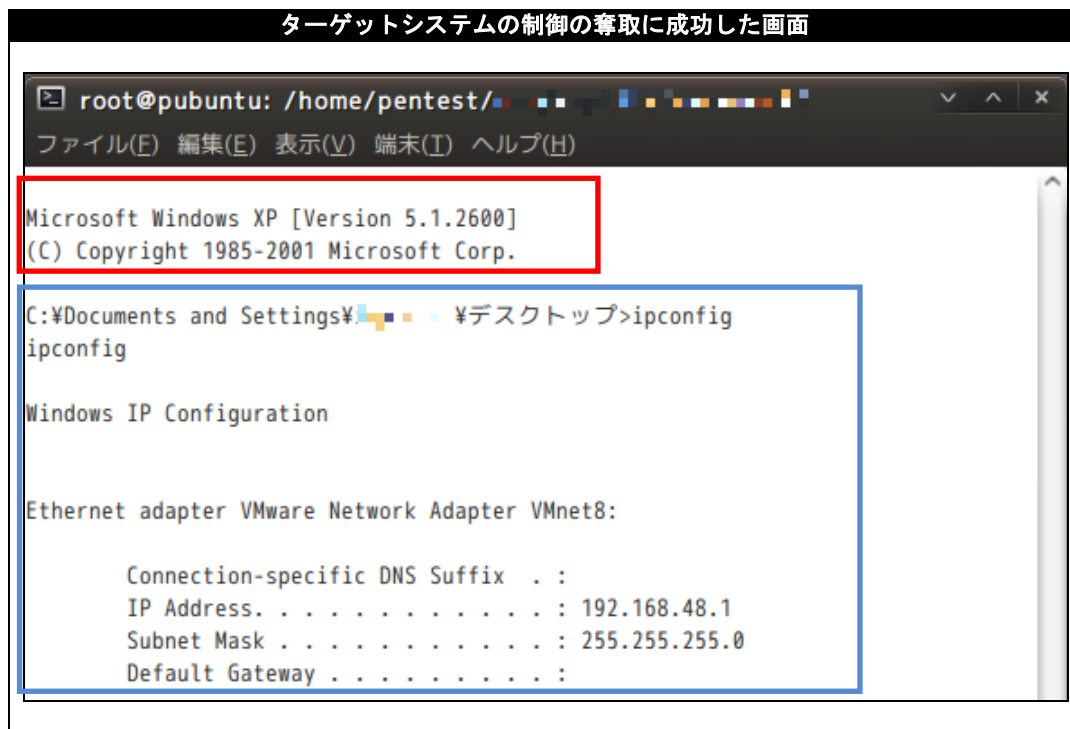 ターゲットシステムの制御の奪取に成功した画面
root@pubuntu: /home/pentest/
ファイル(F) 編集(E) 表示(V) 端末(T) ヘルプ(H)
Microsoft Windows XP [Version 5.1.2600]
(C) Copyright 1985-2001 Microsoft Corp.
C:¥Documents and Settings¥ ¥デスクトップ>ipconfig
ipconfig
Windows IP Configuration
Ethernet adapter VMware Network Adapter VMnet8:
Connection-specific DNS Suffix . :
IP Address. . . . . . . . . . . . : 192.168.48.1
Subnet Mask . . . . . . . . . . . : 255.255.255.0
Default Gateway . . . . . . . . . :